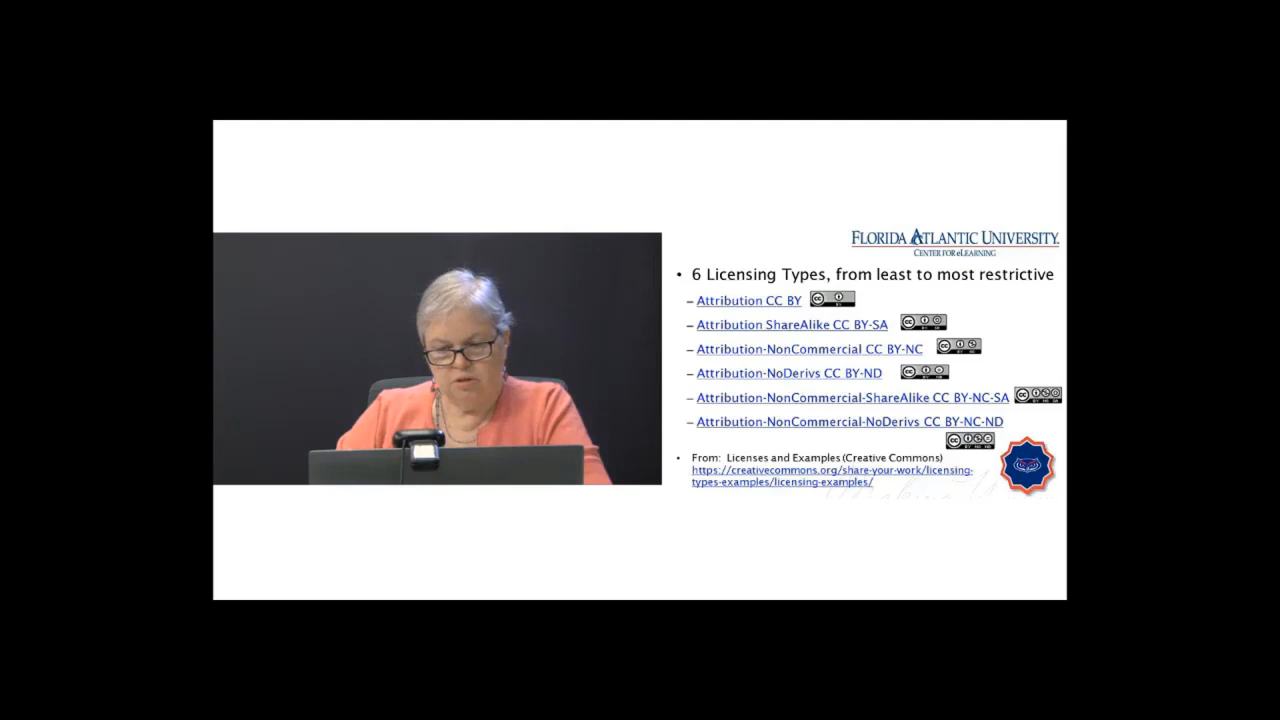 FLORIDA ATLANTIC UNIVERSITY.
CENTER FOR eLEARNING
• 6 Licensing Types, from least to most restrictive
– Attribution CC BY
– Attribution ShareAlike CC BY-SA
– Attribution-NonCommercial CC BY-NC
– Attribution-NoDerivs CC BY-ND
– Attribution-NonCommercial-ShareAlike CC BY-NC-SA
– Attribution-NonCommercial-NoDerivs CC BY-NC-ND
• From: Licenses and Examples (Creative Commons)
https://creativecommons.org/share-your-work/licensing-
types-examples/licensing-examples/